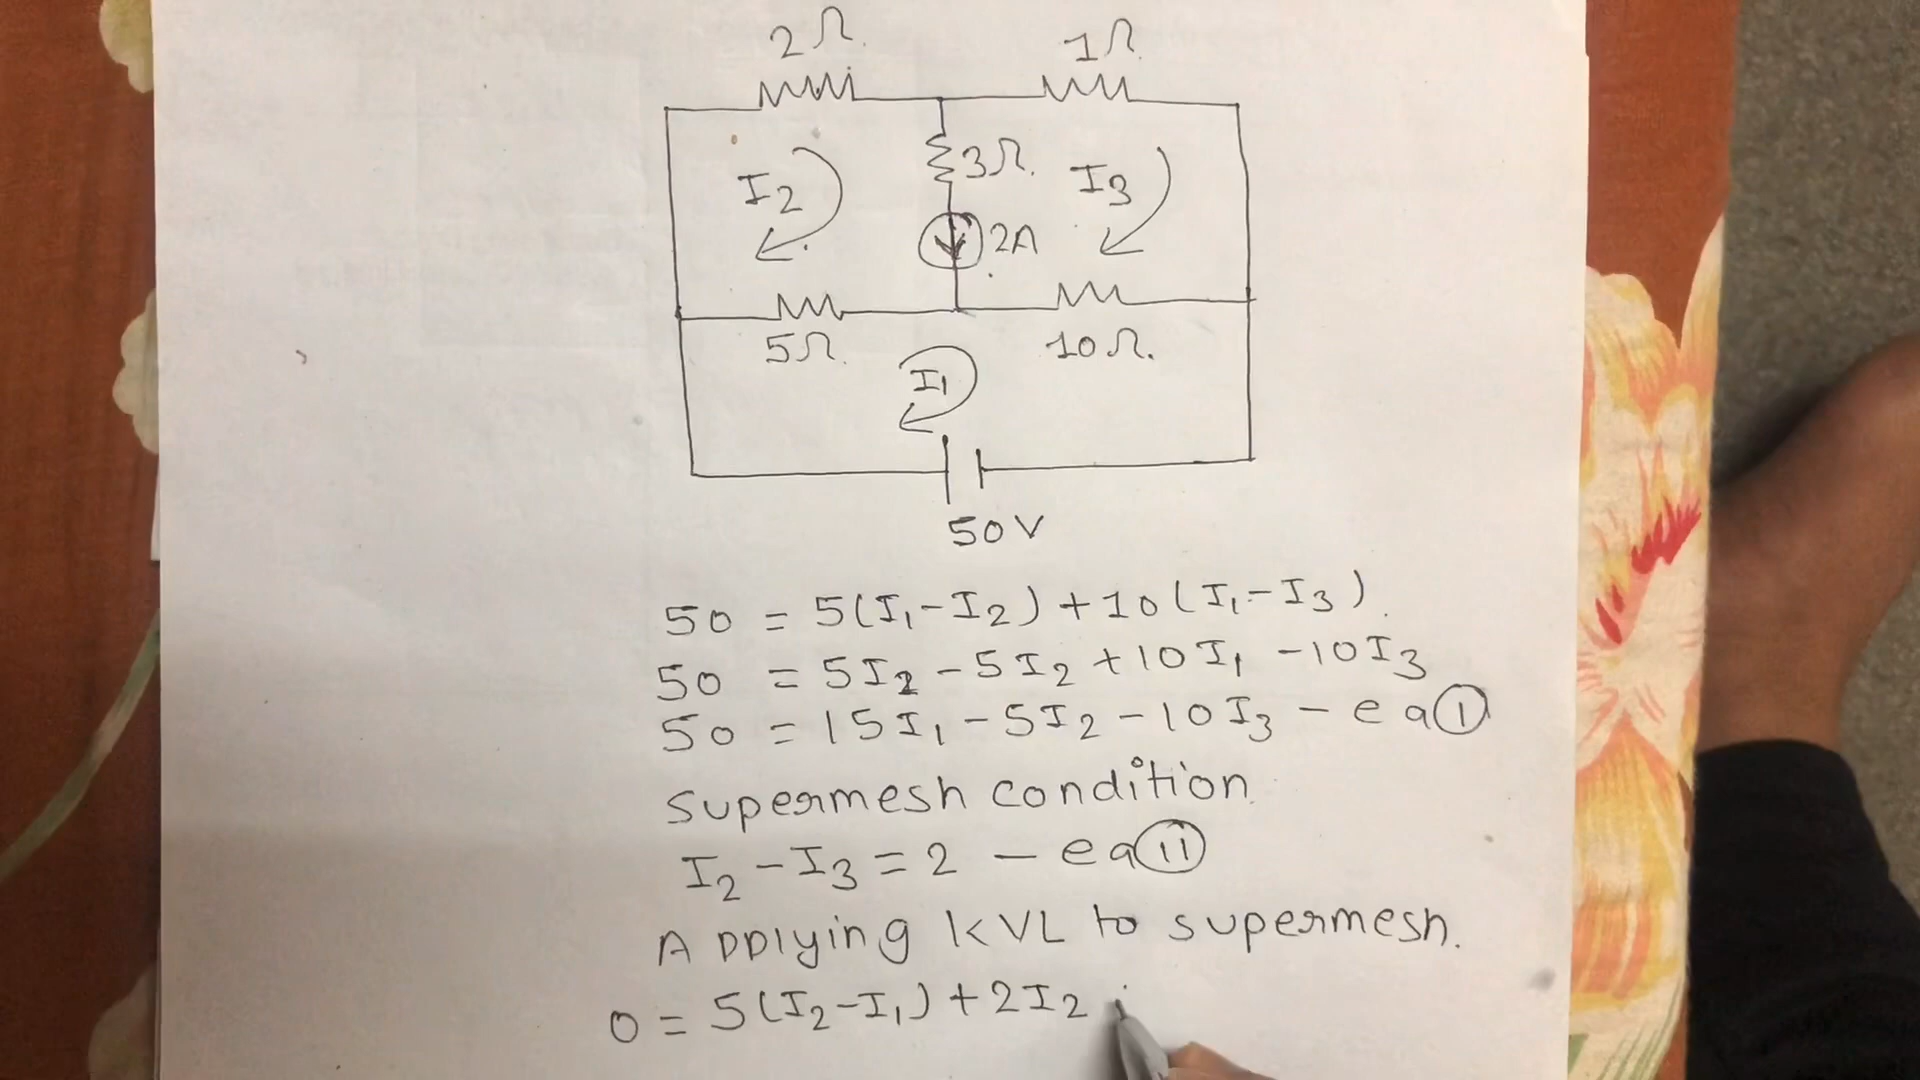 2Ω 1Ω
3Ω
I2 I3
2A
5Ω 10Ω
I1
50V
50 = 5(I1-I2)+10(I1-I3)
50 = 5I2-5I2+10I1-10I3
50 = 15I1-5I2-10I3 - eq(I)
Supermesh condition
I2-I3=2 - eq(II)
Applying KVL to supermesh.
0 = 5(I2-I1)+2I2